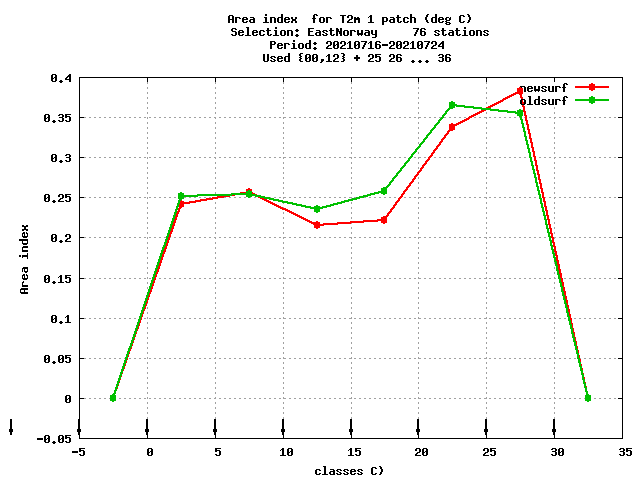 Area index  for T2m 1 patch (deg C)
Selection: EastNorway     76 stations
Period: 20210716-20210724
Used {00,12} + 25 26 ... 36
0.4
0.35
0.3
0.25
0.2
0.15
0.1
0.05
0
-0.05
Area index
newsurf
oldsurf
-5 0 5 10 15 20 25 30 35
classes C)